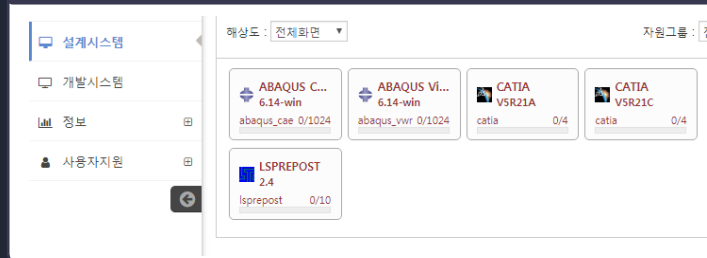 설계시스템
개발시스템
정보
사용자지원
해상도 : 전체화면
자원그룹 :
ABAQUS C...
6.14-win
abaqus_cae 0/1024
ABAQUS Vi...
6.14-win
abaqus_vwr 0/1024
CATIA
V5R21A
catia 0/4
CATIA
V5R21C
catia 0/4
LSPREPOST
2.4
lsprepost 0/10